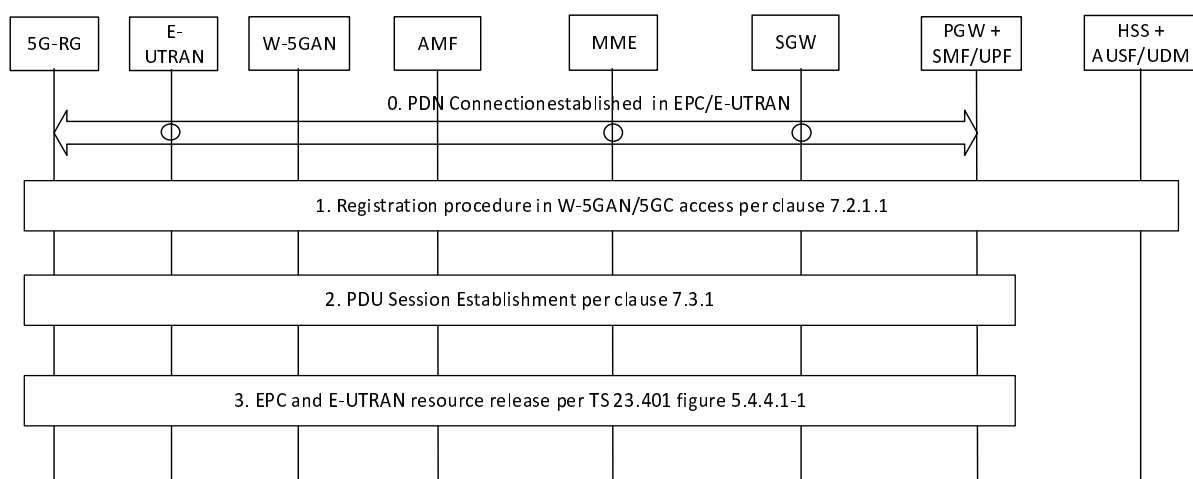 5G-RG
E-
UTRAN
W-5GAN
AMF
MME
SGW
PGW +
SMF/UPF
HSS +
AUSF/UDM
0. PDN Connectionestablished in EPC/E-UTRAN
1. Registration procedure in W-5GAN/5GC access per clause 7.2.1.1
2. PDU Session Establishment per clause 7.3.1
3. EPC and E-UTRAN resource release per TS 23.401 figure 5.4.4.1-1